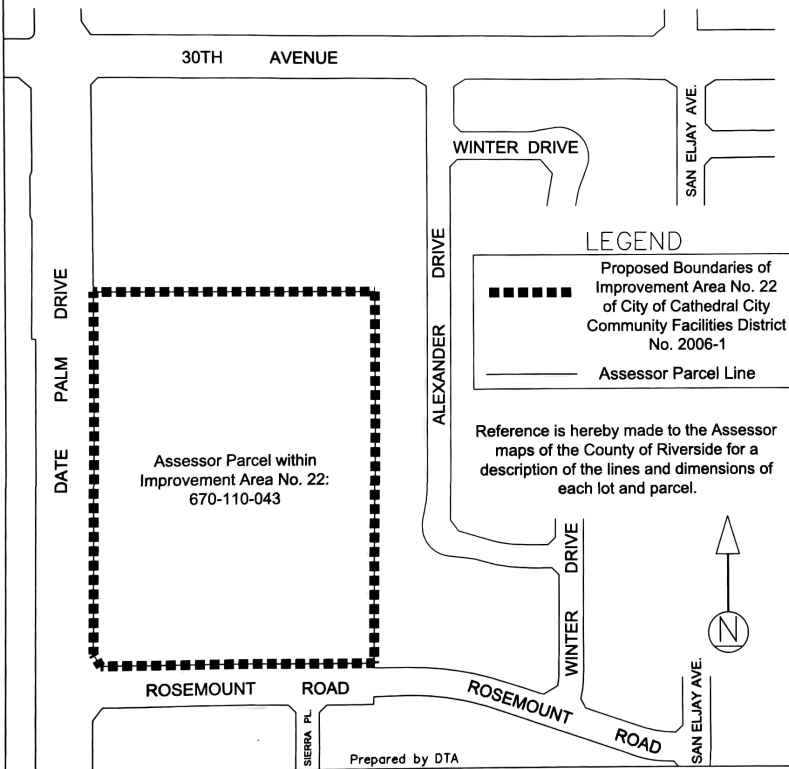 30TH AVENUE
WINTER DRIVE
SAN ELJAY AVE.
DATE PALM DRIVE
ALEXANDER DRIVE
LEGEND
Proposed Boundaries of
Improvement Area No. 22
of City of Cathedral City
Community Facilities District
No. 2006-1
Assessor Parcel Line
Reference is hereby made to the Assessor
maps of the County of Riverside for a
description of the lines and dimensions of
each lot and parcel.
Assessor Parcel within
Improvement Area No. 22:
670-110-043
WINTER DRIVE
N
ROSEMOUNT ROAD
ROSEMOUNT ROAD
SAN ELJAY AVE.
SIERRA PL.
Prepared by DTA